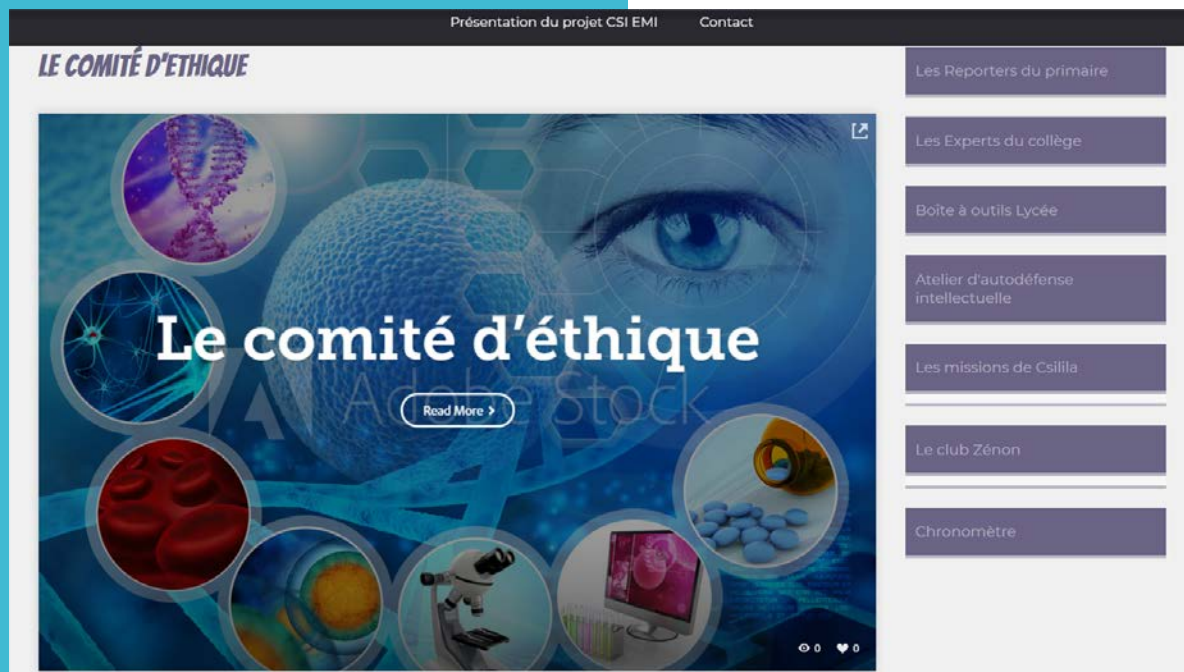 Présentation du projet CSI EMI Contact
LE COMITÉ D'ETHIQUE
Le comité d'éthique
Adobe Stock
Read More >
0 0
Les Reporters du primaire
Les Experts du collège
Boîte à outils Lycée
Atelier d'autodéfense
intellectuelle
Les missions de Csilila
Le club Zénon
Chronomètre